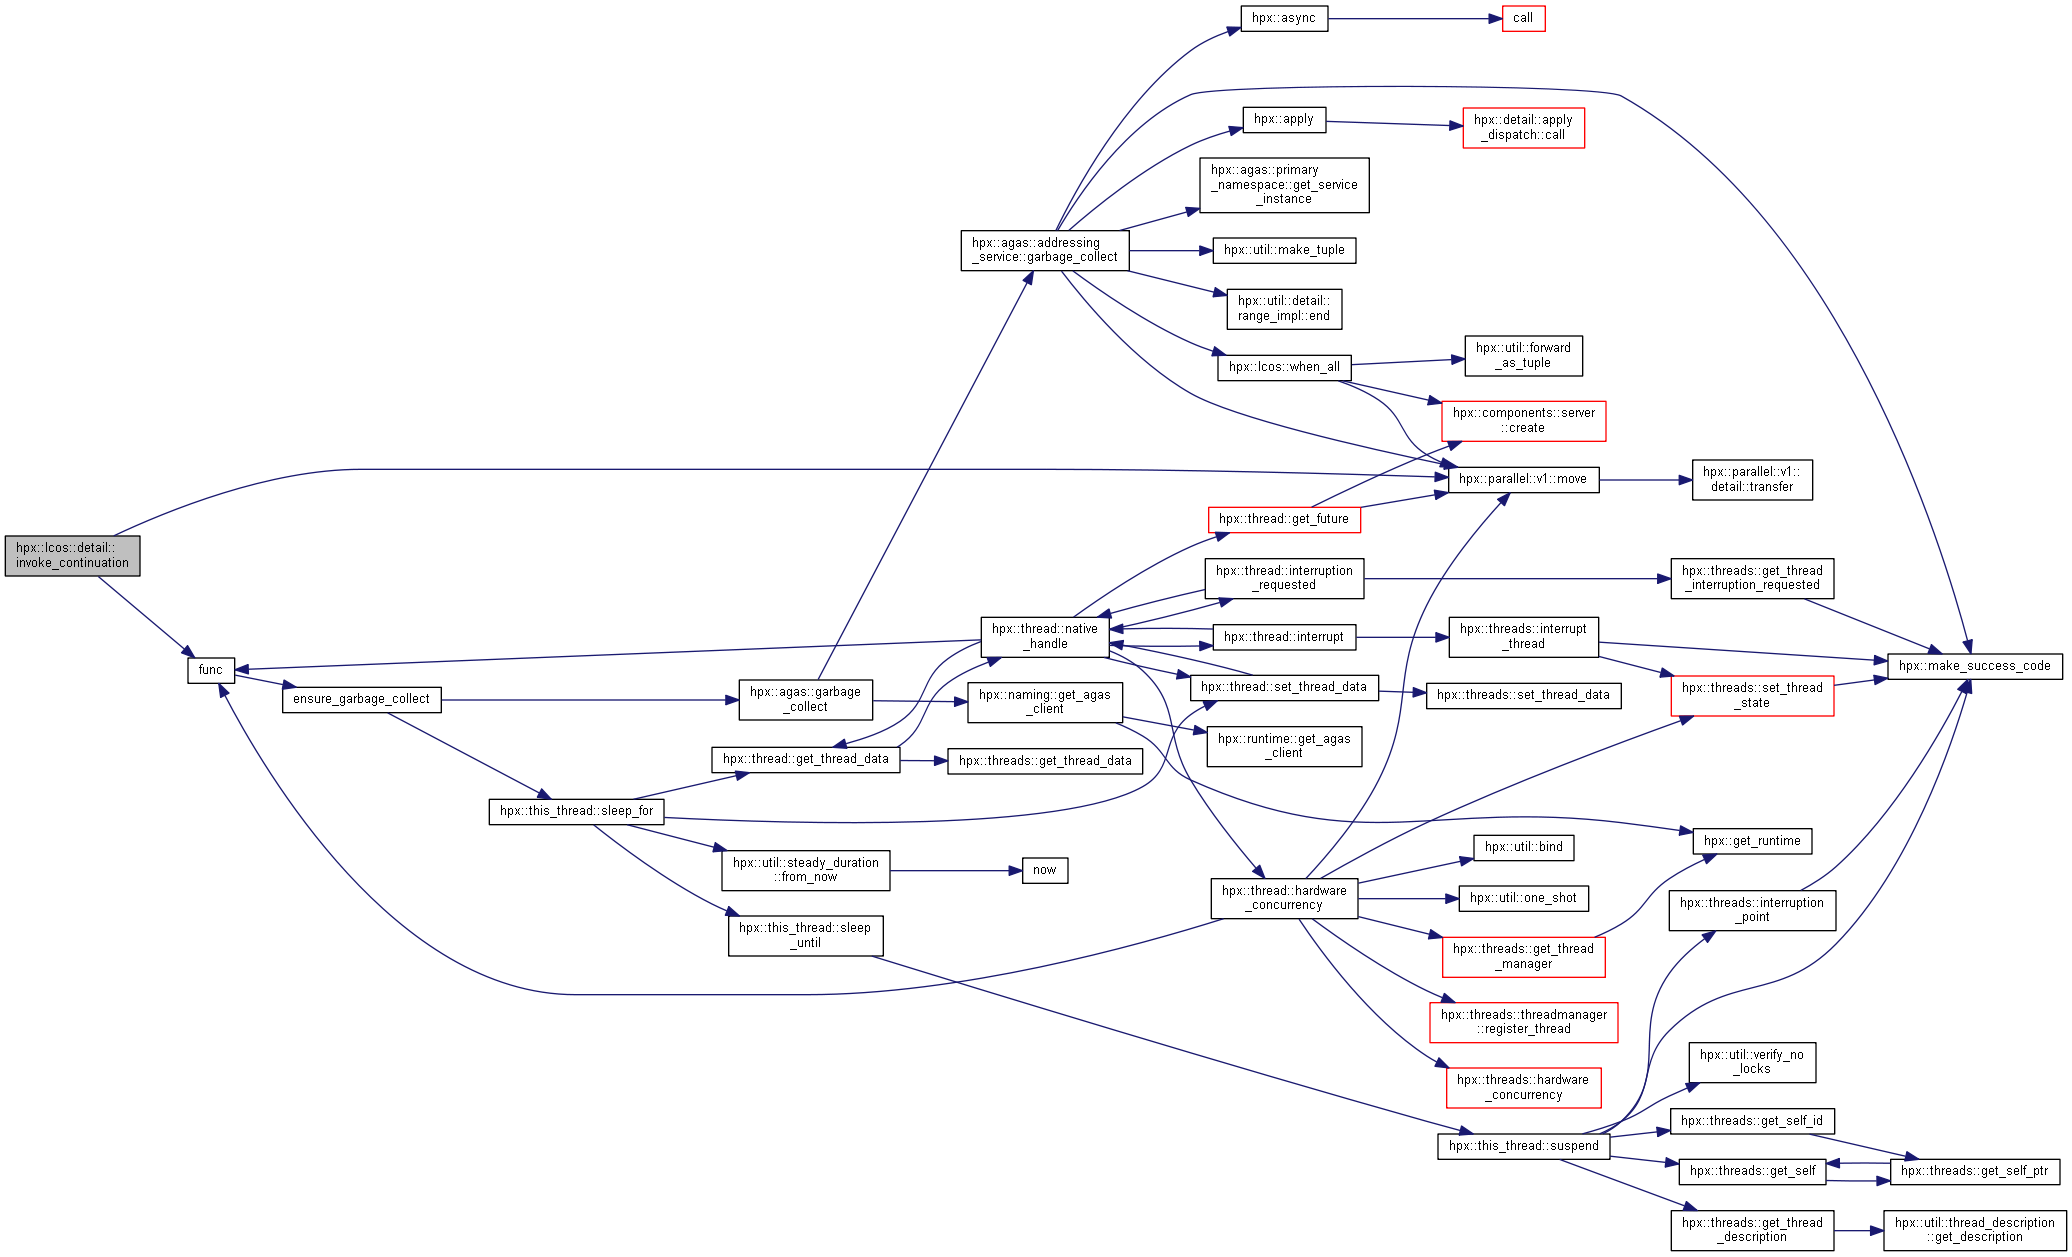 hpx::async
call
hpx::apply
hpx::detail::apply
_dispatch::call
hpx::agas::primary
_namespace::get_service
_instance
hpx::agas::addressing
_service::garbage_collect
hpx::util::make_tuple
hpx::util::detail::
range_impl::end
hpx::lcos::when_all
hpx::util::forward
_as_tuple
hpx::components::server
::create
hpx::parallel::v1::move
hpx::parallel::v1::
detail::transfer
hpx::thread::get_future
hpx::lcos::detail::
invoke_continuation
hpx::thread::interruption
_requested
hpx::threads::get_thread
_interruption_requested
hpx::thread::native
_handle
hpx::thread::interrupt
hpx::threads::interrupt
_thread
hpx::make_success_code
func
ensure_garbage_collect
hpx::agas::garbage
_collect
hpx::naming::get_agas
_client
hpx::thread::set_thread_data
hpx::threads::set_thread_data
hpx::threads::set_thread
_state
hpx::runtime::get_agas
_client
hpx::thread::get_thread_data
hpx::threads::get_thread_data
hpx::this_thread::sleep_for
hpx::get_runtime
hpx::util::steady_duration
::from_now
now
hpx::util::bind
hpx::thread::hardware
_concurrency
hpx::util::one_shot
hpx::threads::interruption
_point
hpx::this_thread::sleep
_until
hpx::threads::get_thread
_manager
hpx::threads::threadmanager
::register_thread
hpx::util::verify_no
_locks
hpx::threads::hardware
_concurrency
hpx::threads::get_self_id
hpx::this_thread::suspend
hpx::threads::get_self
hpx::threads::get_self_ptr
hpx::threads::get_thread
_description
hpx::util::thread_description
::get_description